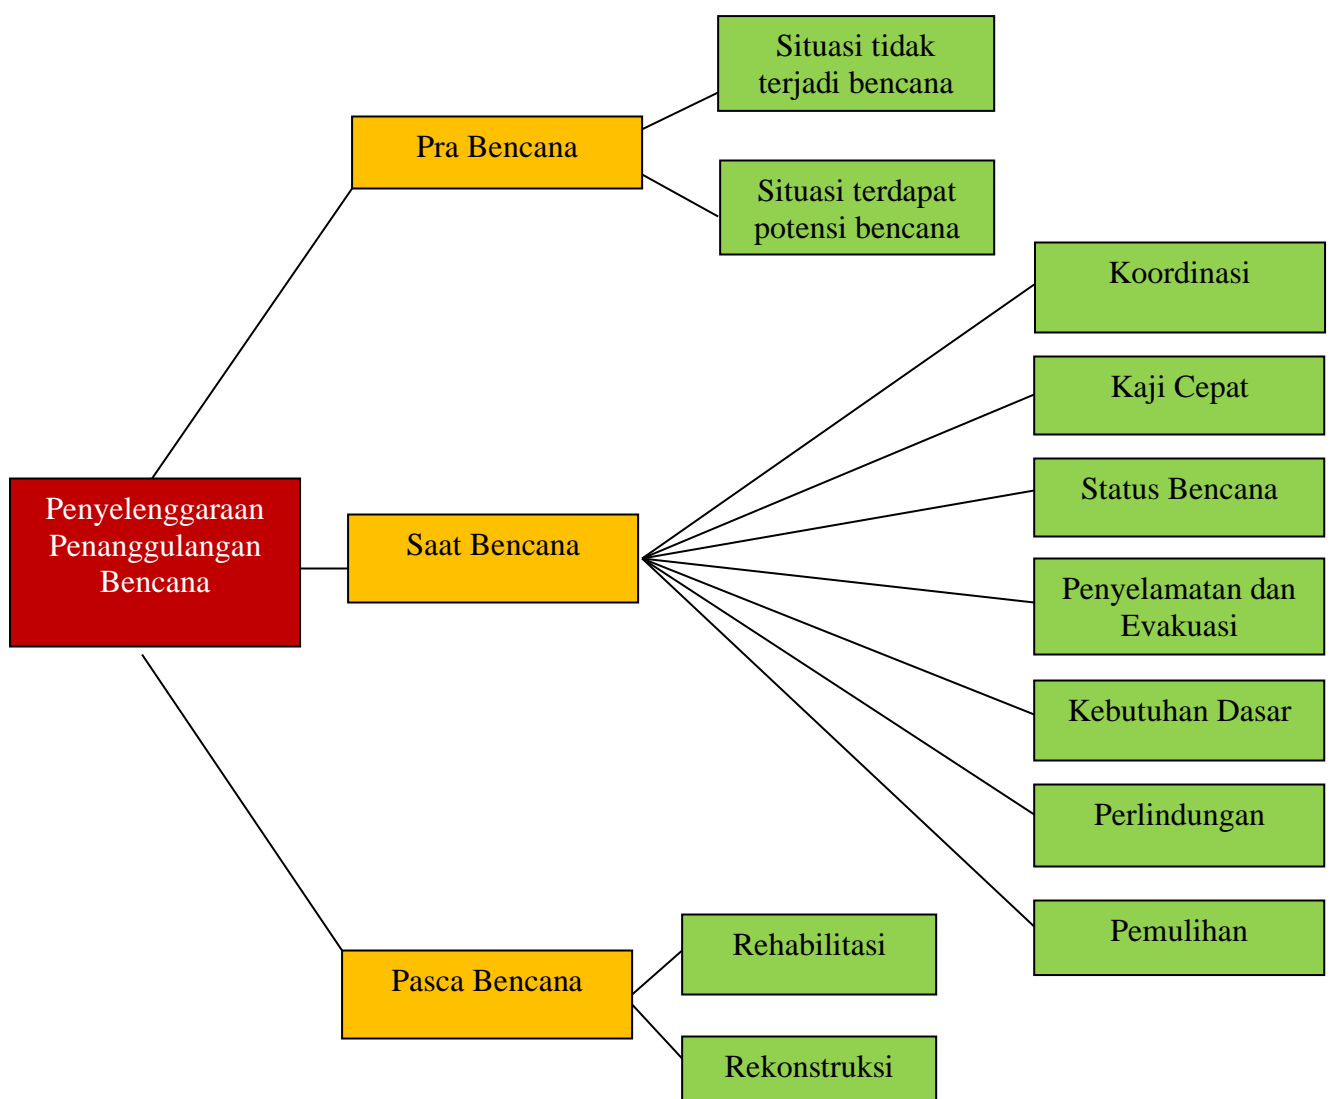 Situasi tidak
terjadi bencana
Pra Bencana
Situasi terdapat
potensi bencana
Koordinasi
Kaji Cepat
Status Bencana
Penyelenggaraan
Penanggulangan
Bencana
Saat Bencana
Penyelamatan dan
Evakuasi
Kebutuhan Dasar
Perlindungan
Pemulihan
Rehabilitasi
Pasca Bencana
Rekonstruksi